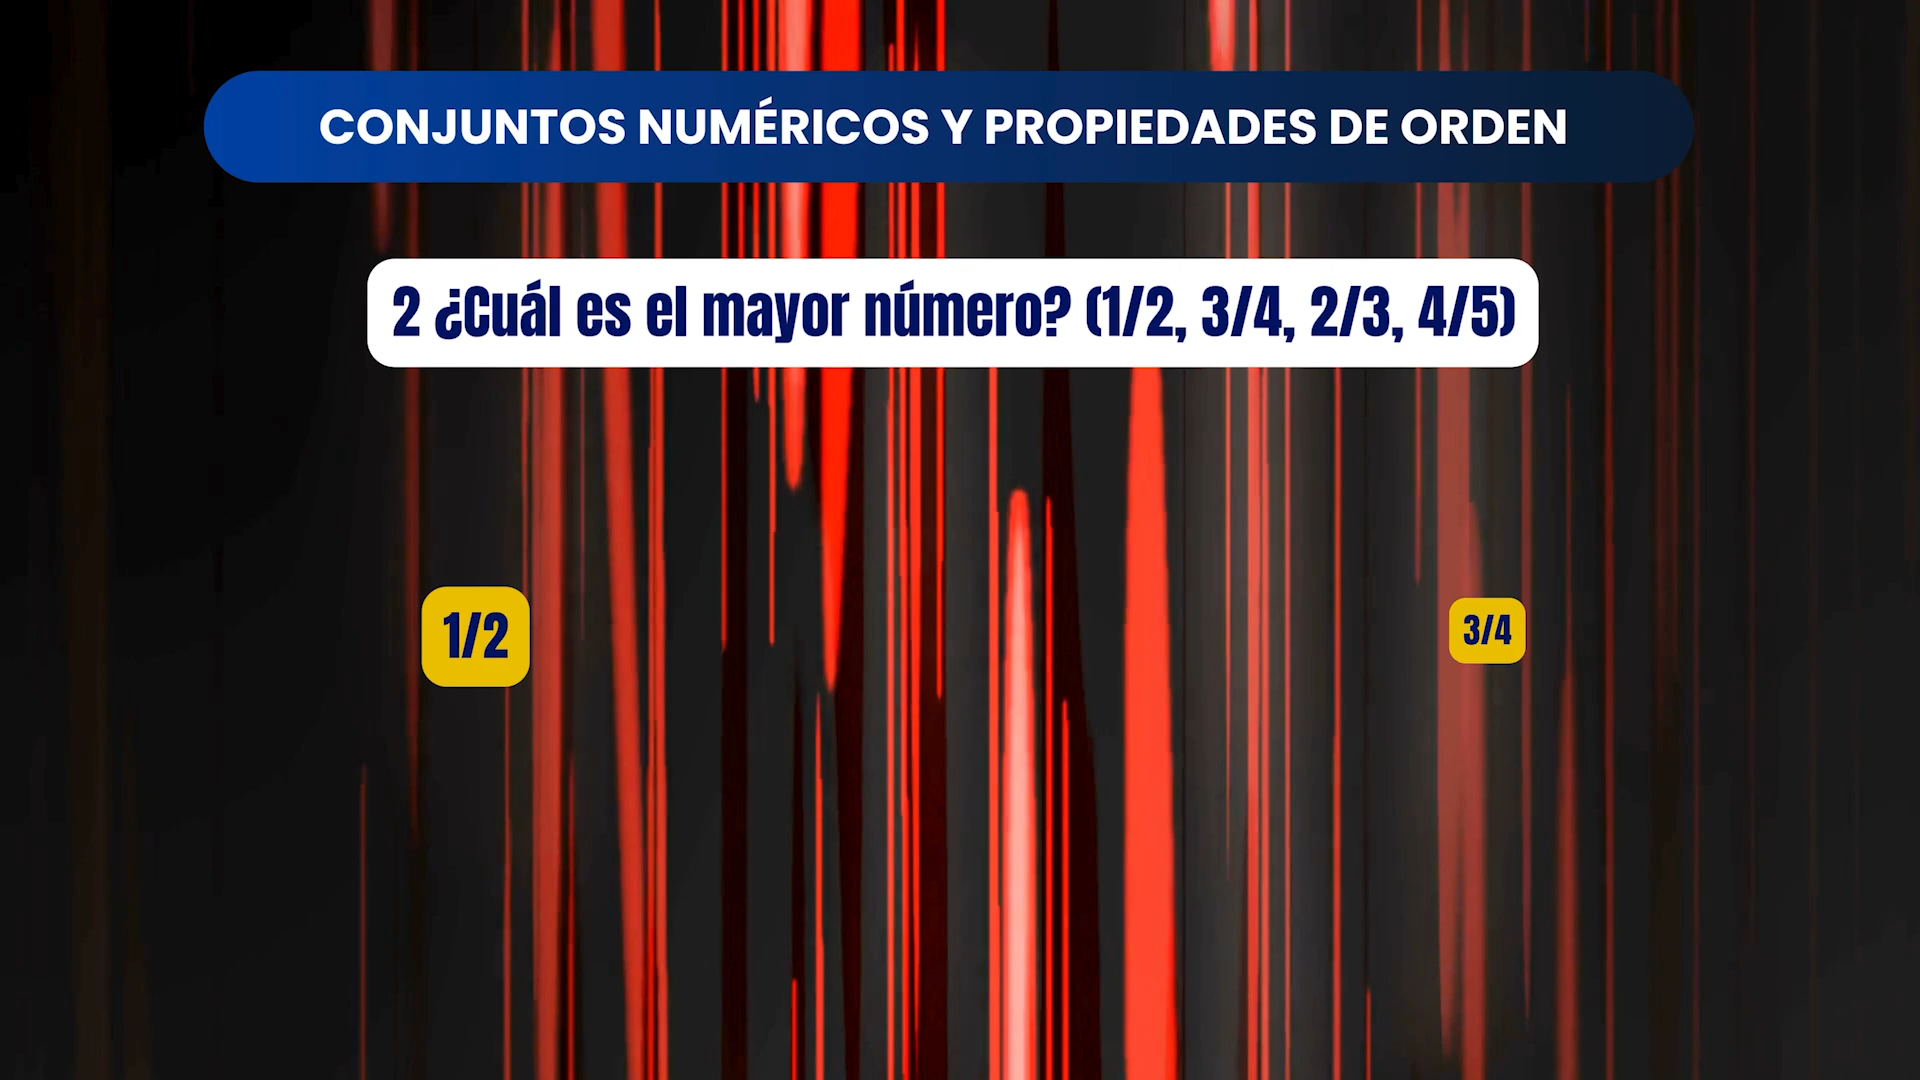 CONJUNTOS NUMÉRICOS Y PROPIEDADES DE ORDEN
2 ¿Cuál es el mayor número? (1/2, 3/4, 2/3, 4/5)
1/2
3/4